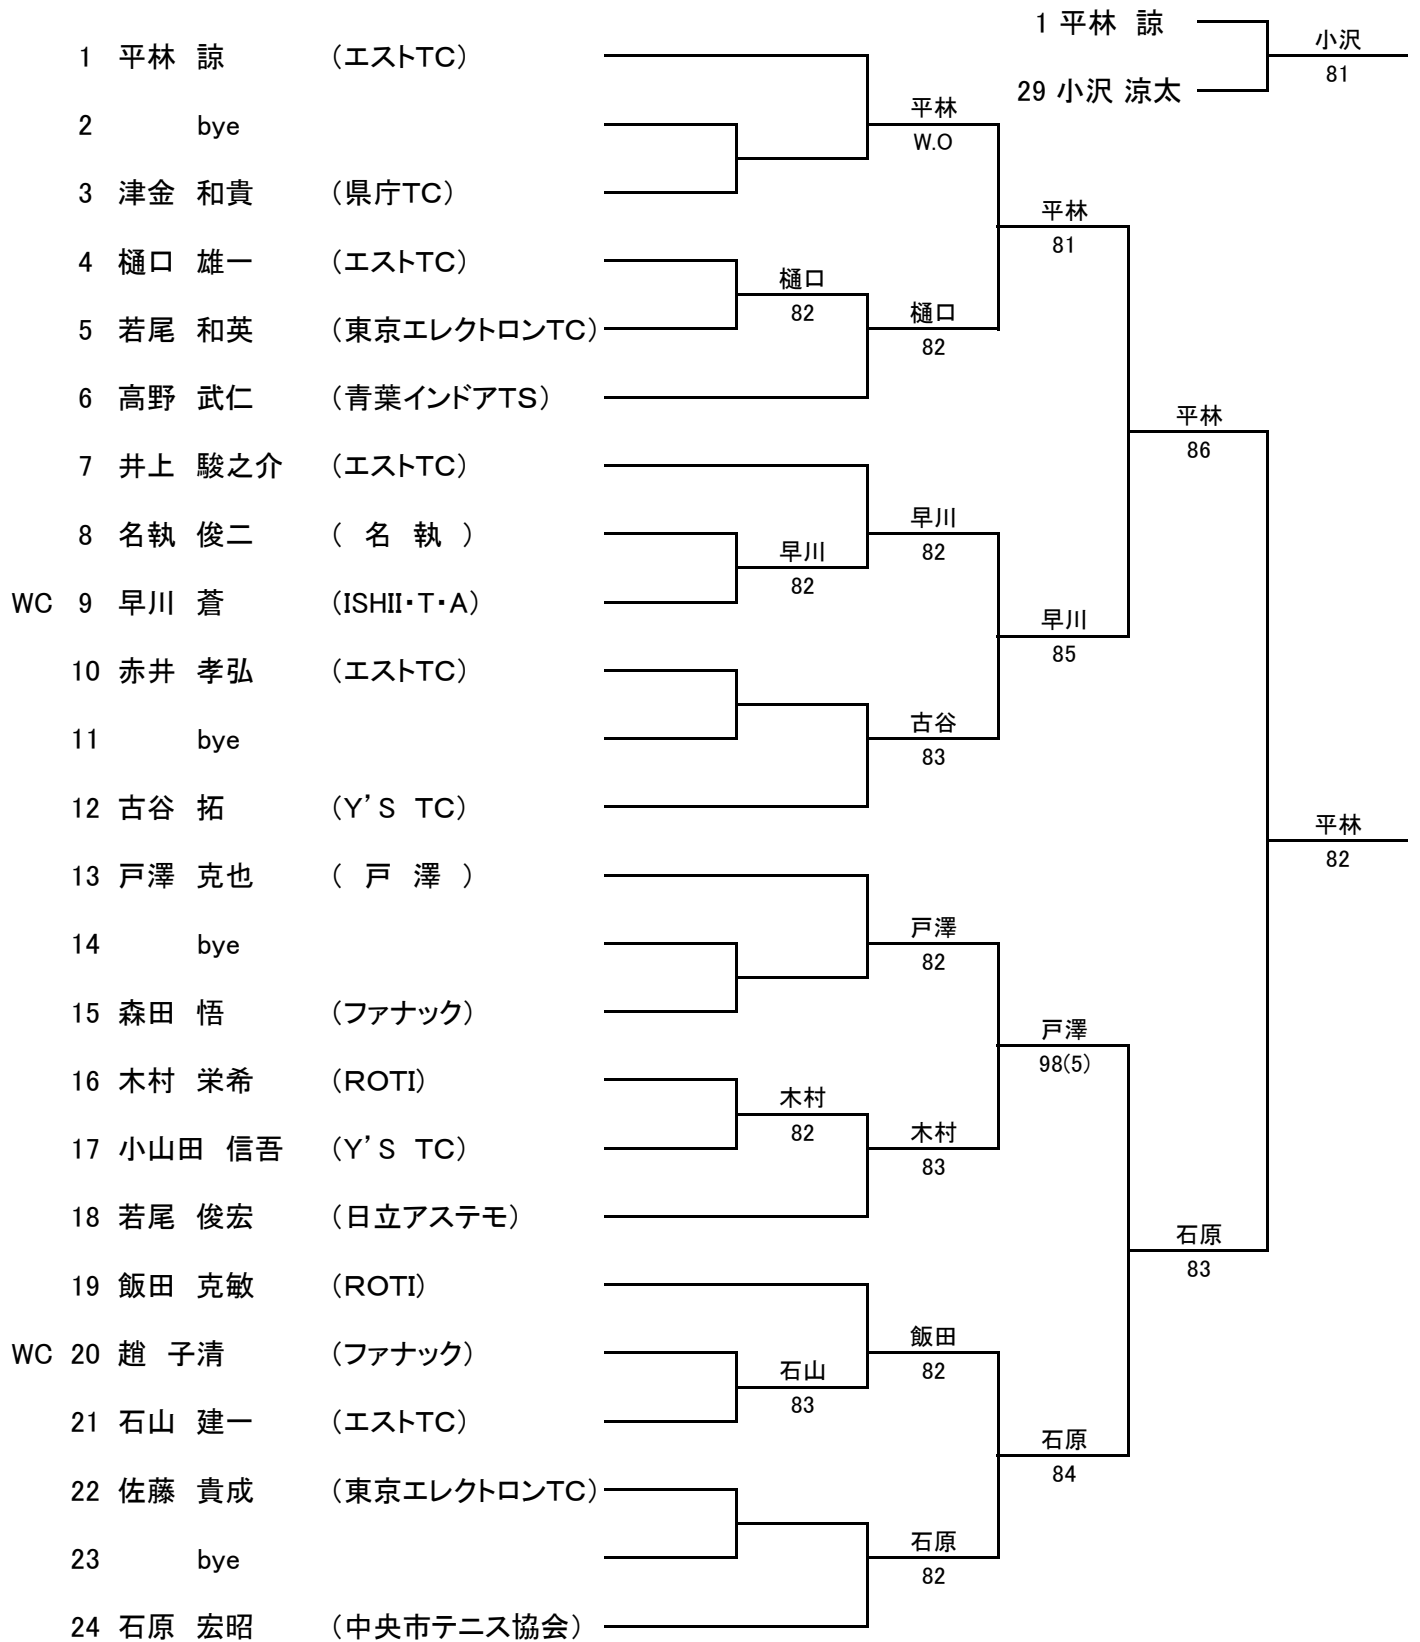 1 平林 諒
小沢
81
29 小沢 涼太
1 平林 諒 (エストTC)
平林
W.O
2 bye
3 津金 和貴 (県庁TC)
平林
81
4 樋口 雄一 (エストTC)
樋口
82
5 若尾 和英 (東京エレクトロンTC)
樋口
82
6 高野 武仁 (青葉インドアTS)
平林
86
7 井上 駿之介 (エストTC)
8 名執 俊二 ( 名 執 )
早川
82
早川
82
WC 9 早川 蒼 (ISHII・T・A)
早川
85
10 赤井 孝弘 (エストTC)
11 bye
古谷
83
12 古谷 拓 (Y'S TC)
平林
82
13 戸澤 克也 ( 戸 澤 )
14 bye
戸澤
82
15 森田 悟 (ファナック)
戸澤
98(5)
16 木村 栄希 (ROTI)
木村
82
17 小山田 信吾 (Y'S TC)
木村
83
18 若尾 俊宏 (日立アステモ)
石原
83
19 飯田 克敏 (ROTI)
飯田
82
WC 20 趙 子清 (ファナック)
石山
83
21 石山 建一 (エストTC)
石原
84
22 佐藤 貴成 (東京エレクトロンTC)
23 bye
石原
82
24 石原 宏昭 (中央市テニス協会)